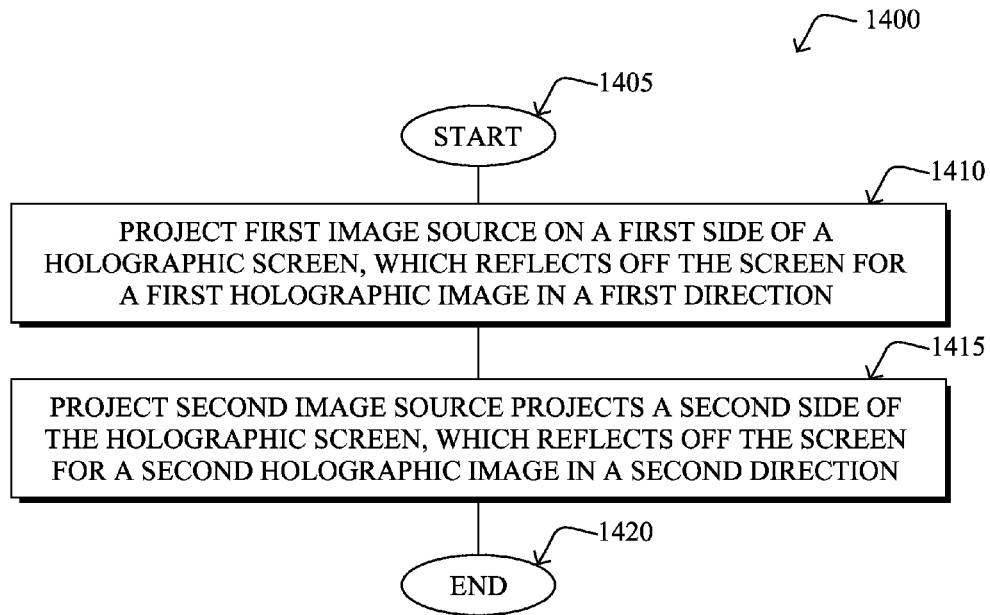 1400
1405
START
1410
PROJECT FIRST IMAGE SOURCE ON A FIRST SIDE OF A
HOLOGRAPHIC SCREEN, WHICH REFLECTS OFF THE SCREEN FOR
A FIRST HOLOGRAPHIC IMAGE IN A FIRST DIRECTION
1415
PROJECT SECOND IMAGE SOURCE PROJECTS A SECOND SIDE OF
THE HOLOGRAPHIC SCREEN, WHICH REFLECTS OFF THE SCREEN
FOR A SECOND HOLOGRAPHIC IMAGE IN A SECOND DIRECTION
1420
END